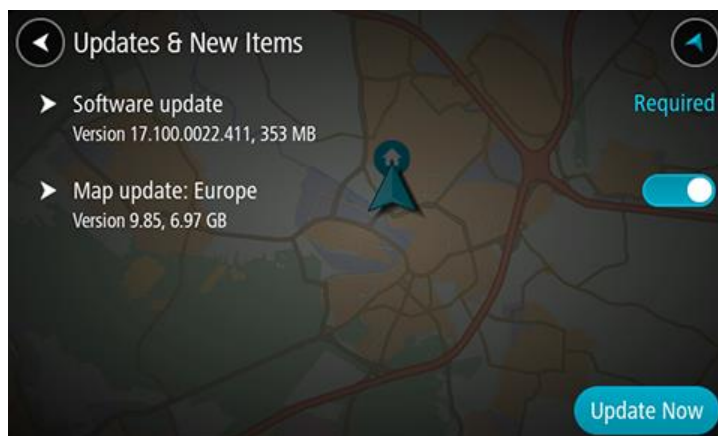 Updates & New Items
Software update
Required
Version 17.100.0022.411, 353 MB
Map update: Europe
Version 9.85, 6.97 GB
Update Now